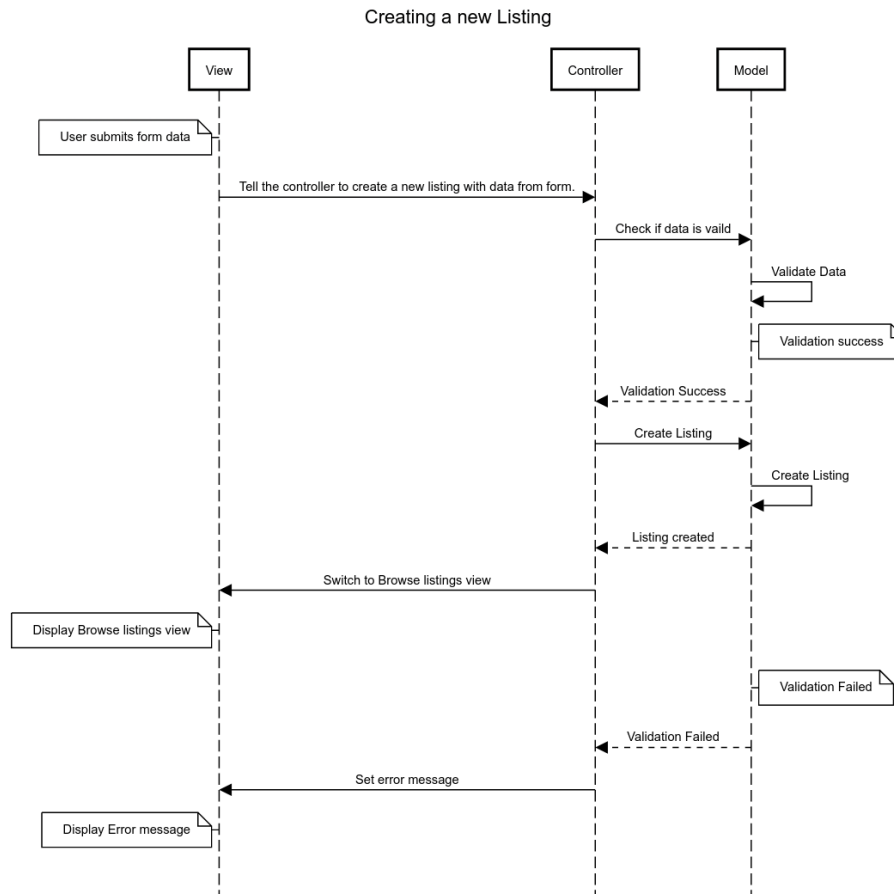 Creating a new Listing
View
Controller
Model
User submits form data
Tell the controller to create a new listing with data from form.
Check if data is vaild
Validate Data
Validation success
Validation Success
Create Listing
Create Listing
Listing created
Switch to Browse listings view
Display Browse listings view
Validation Failed
Validation Failed
Set error message
Display Error message